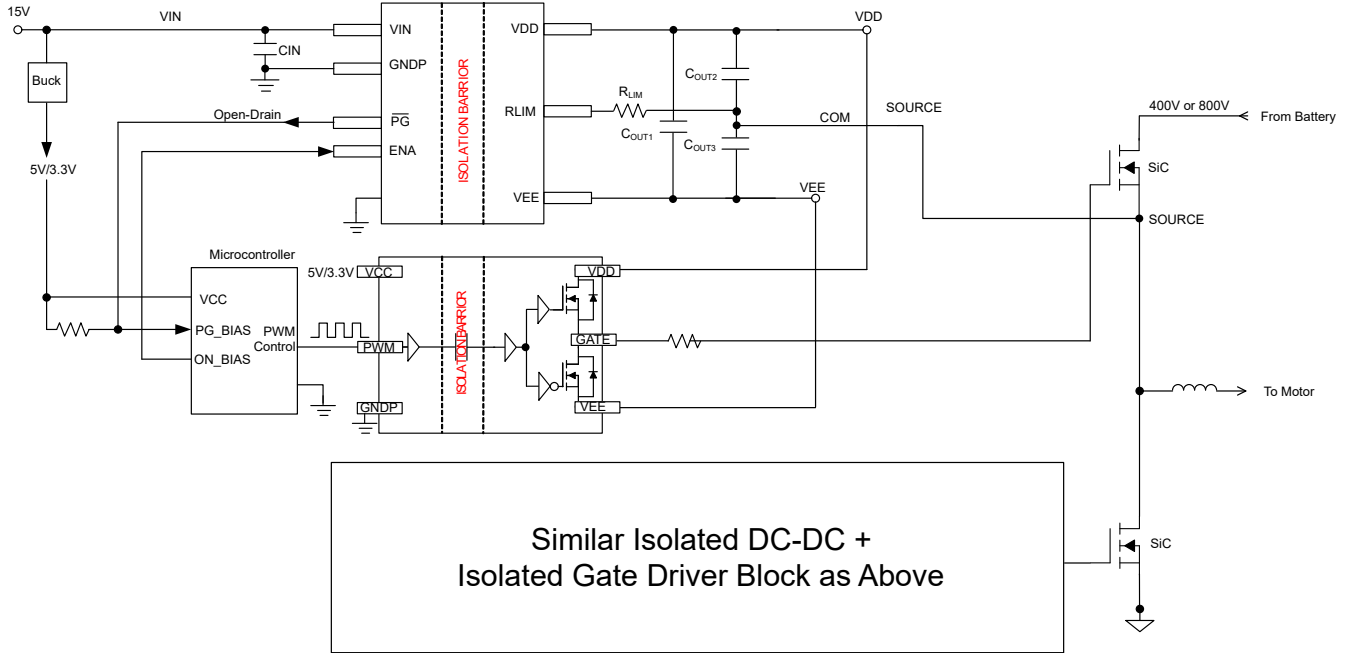 15V
VIN
Buck
5V/3.3V
CIN
VIN
GNDP
PG
ENA
Open-Drain
ISOLATION BARRIER
VDD
RLIM
VEE
RLIM
COUT1
COUT2
COUT3
VDD
COM
SOURCE
VEE
400V or 800V
From Battery
SiC
SOURCE
Microcontroller
VCC
PG_BIAS
ON_BIAS
PWM
Control
5V/3.3V
VCC
PWM
GNDP
ISOLATION BARRIER
VDD
GATE
VEE
To Motor
SiC
Similar Isolated DC-DC +
Isolated Gate Driver Block as Above